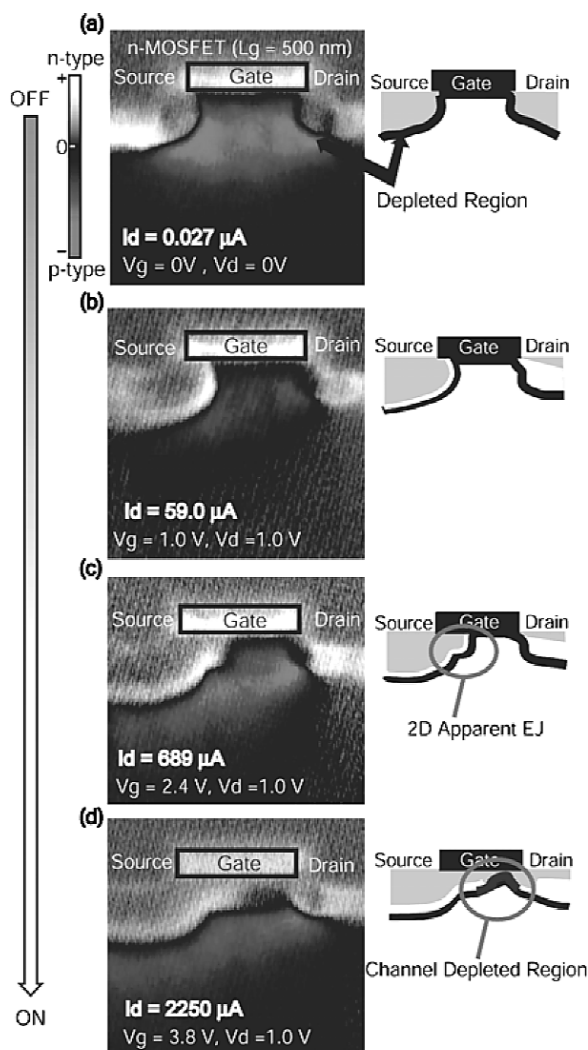 (a)
n-type
+
OFF
0
−
p-type
n-MOSFET (Lg = 500 nm)
Source Gate Drain
Id = 0.027 µA
Vg = 0V , Vd = 0V
Source Gate Drain
Depleted Region
(b)
Source Gate Drain
Id = 59.0 µA
Vg = 1.0 V, Vd =1.0 V
Source Gate Drain
(c)
Source Gate Drain
Id = 689 µA
Vg = 2.4 V, Vd =1.0 V
Source Gate Drain
2D Apparent EJ
(d)
Source Gate Drain
Id = 2250 µA
Vg = 3.8 V, Vd =1.0 V
Source Gate Drain
Channel Depleted Region
ON